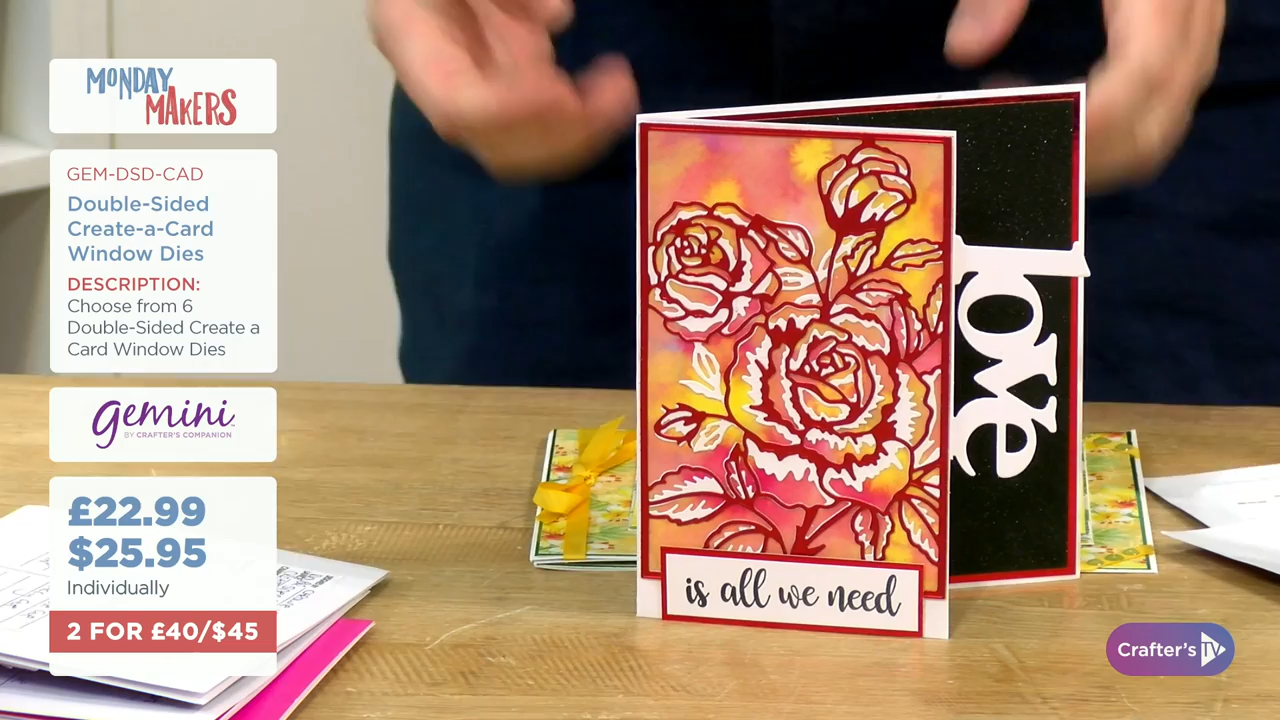 MONDAY
MAKERS
GEM-DSD-CAD
Double-Sided
Create-a-Card
Window Dies
DESCRIPTION:
Choose from 6
Double-Sided Create a
Card Window Dies
gemini
BY CRAFTER'S COMPANION
£22.99
$25.95
Individually
2 FOR £40/$45
love
is all we need
Crafter's TV